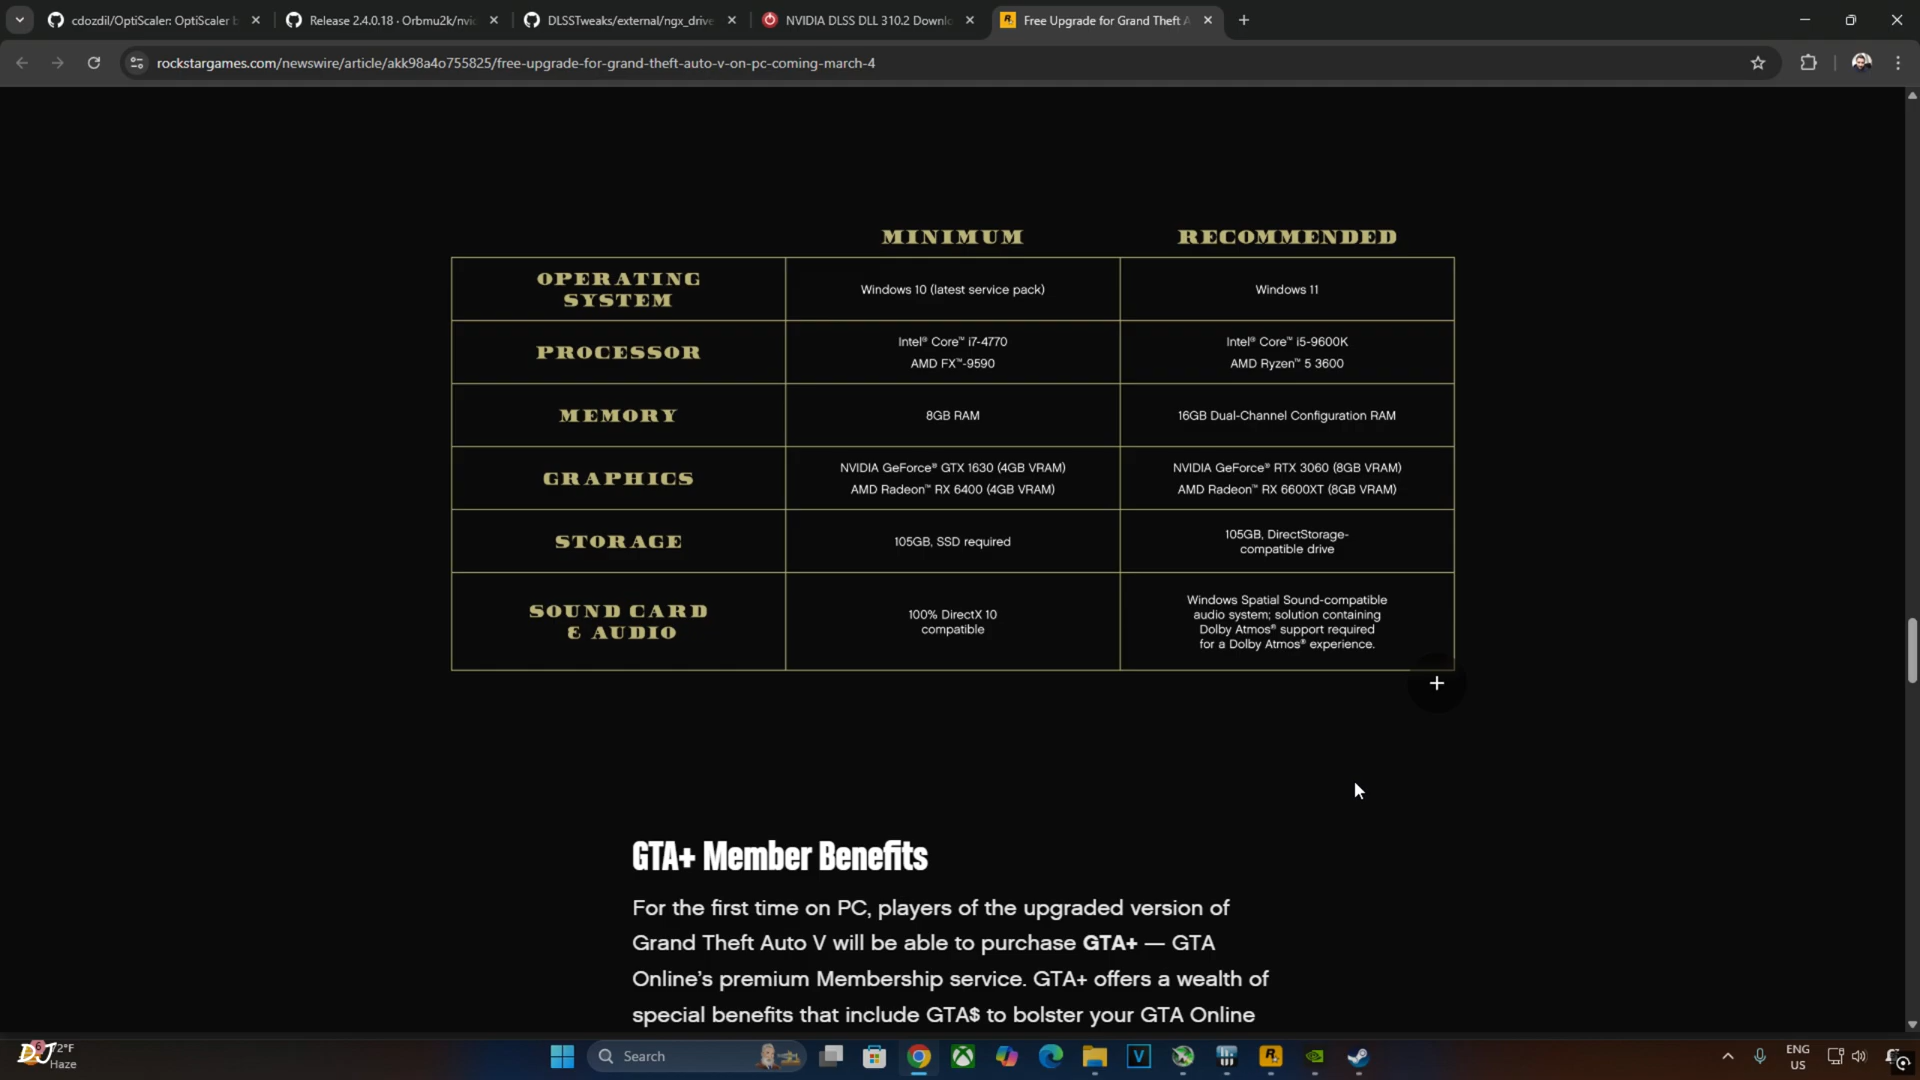 cdozdil/OptiScaler: OptiScaler b
Release 2.4.0.18 · Orbmu2k/nvid
DLSSTweaks/external/ngx_drive
NVIDIA DLSS DLL 310.2 Downlo
Free Upgrade for Grand Theft A
rockstargames.com/newswire/article/akk98a4o755825/free-upgrade-for-grand-theft-auto-v-on-pc-coming-march-4
MINIMUM
RECOMMENDED
OPERATING
SYSTEM
Windows 10 (latest service pack)
Windows 11
PROCESSOR
Intel® Core™ i7-4770
AMD FX™-9590
Intel® Core™ i5-9600K
AMD Ryzen™ 5 3600
MEMORY
8GB RAM
16GB Dual-Channel Configuration RAM
GRAPHICS
NVIDIA GeForce® GTX 1630 (4GB VRAM)
AMD Radeon™ RX 6400 (4GB VRAM)
NVIDIA GeForce® RTX 3060 (8GB VRAM)
AMD Radeon™ RX 6600XT (8GB VRAM)
STORAGE
105GB, SSD required
105GB, DirectStorage-
compatible drive
SOUND CARD
& AUDIO
100% DirectX 10
compatible
Windows Spatial Sound-compatible
audio system; solution containing
Dolby Atmos® support required
for a Dolby Atmos® experience.
GTA+ Member Benefits
For the first time on PC, players of the upgraded version of
Grand Theft Auto V will be able to purchase GTA+ — GTA
Online's premium Membership service. GTA+ offers a wealth of
special benefits that include GTA$ to bolster your GTA Online
DJ
72°F
Haze
Search
ENG
US